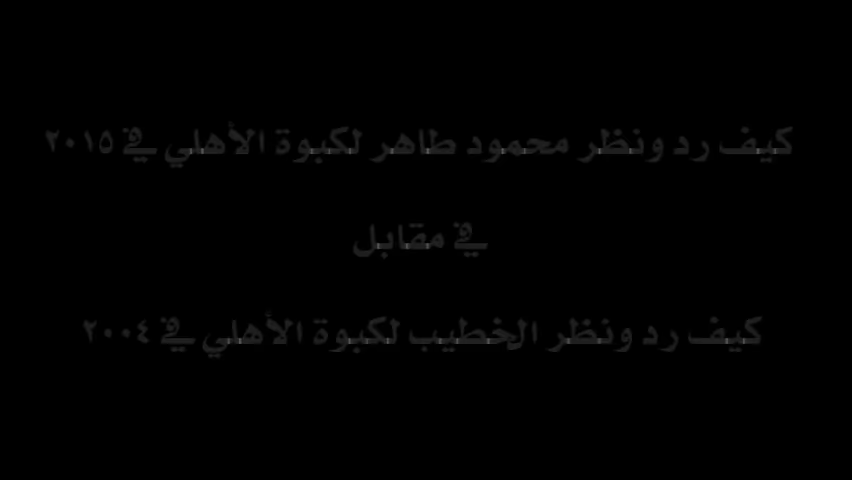 كيف رد ونظر محمود طاهر لكبوة الأهلي في ٢٠١٥
في مقابل
كيف رد ونظر الخطيب لكبوة الأهلي في ٢٠٠٤